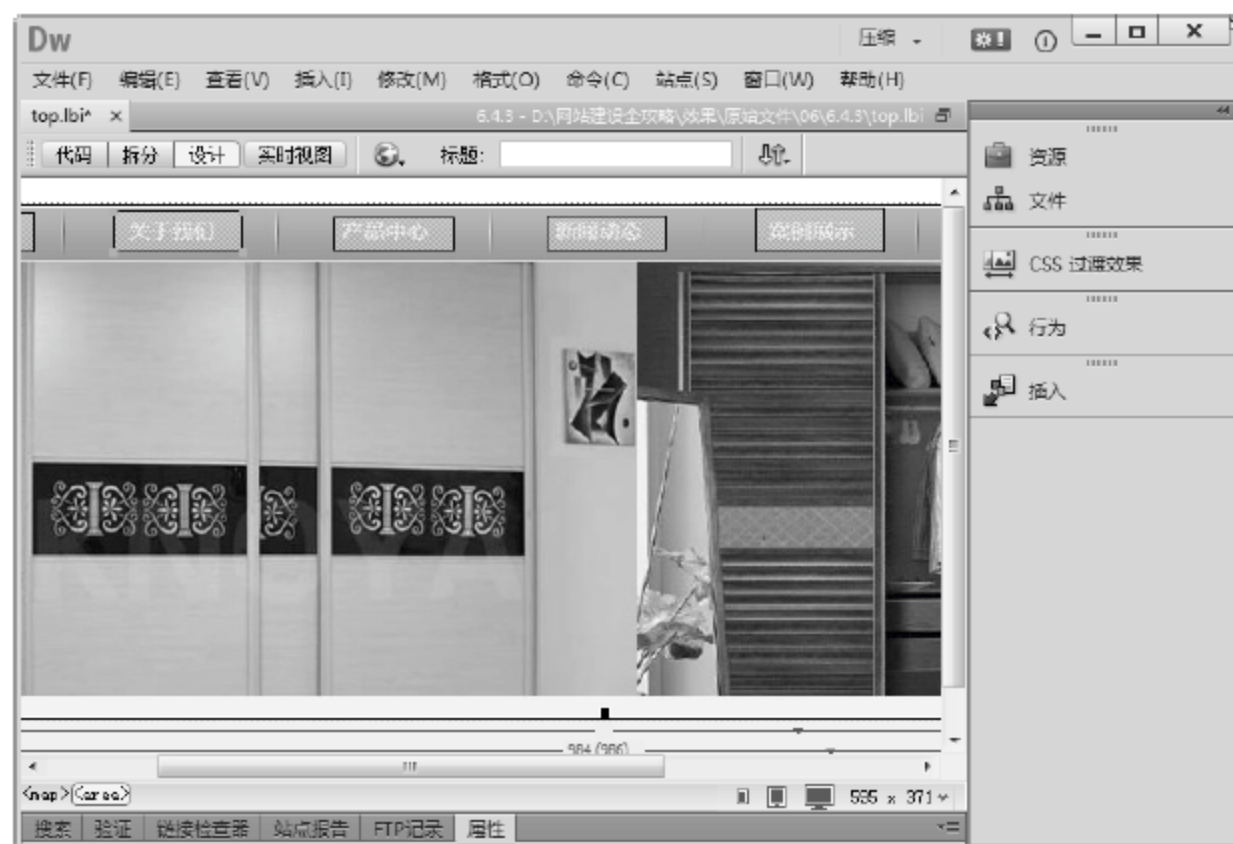 Dw 压缩
文件(F) 编辑(E) 查看(V) 插入(I) 修改(M) 格式(O) 命令(C) 站点(S) 窗口(W) 帮助(H)
top.lbi* × 6.4.3 - D:\网站建设全攻略\效果\原始文件\06\6.4.3\top.lbi
代码 拆分 设计 实时视图 标题:
资源
文件
关于我们 产品中心 新闻动态 案例展示
CSS 过渡效果
行为
插入
KNOYA
984 (986)
<map><area> 595 x 371
搜索 验证 链接检查器 站点报告 FTP记录 属性